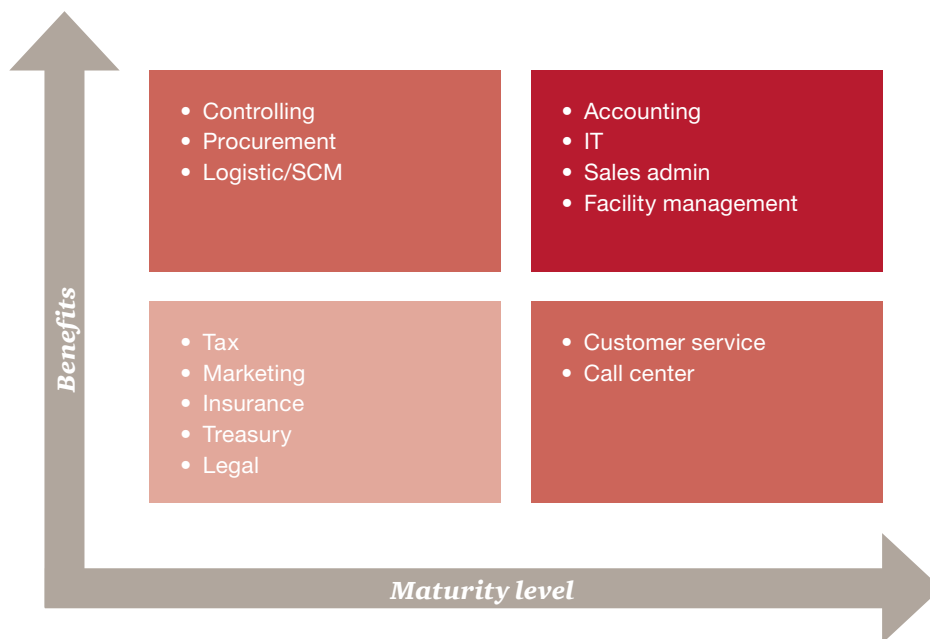 • Controlling
• Procurement
• Logistic/SCM
• Accounting
• IT
• Sales admin
• Facility management
Benefits
• Tax
• Marketing
• Insurance
• Treasury
• Legal
• Customer service
• Call center
Maturity level